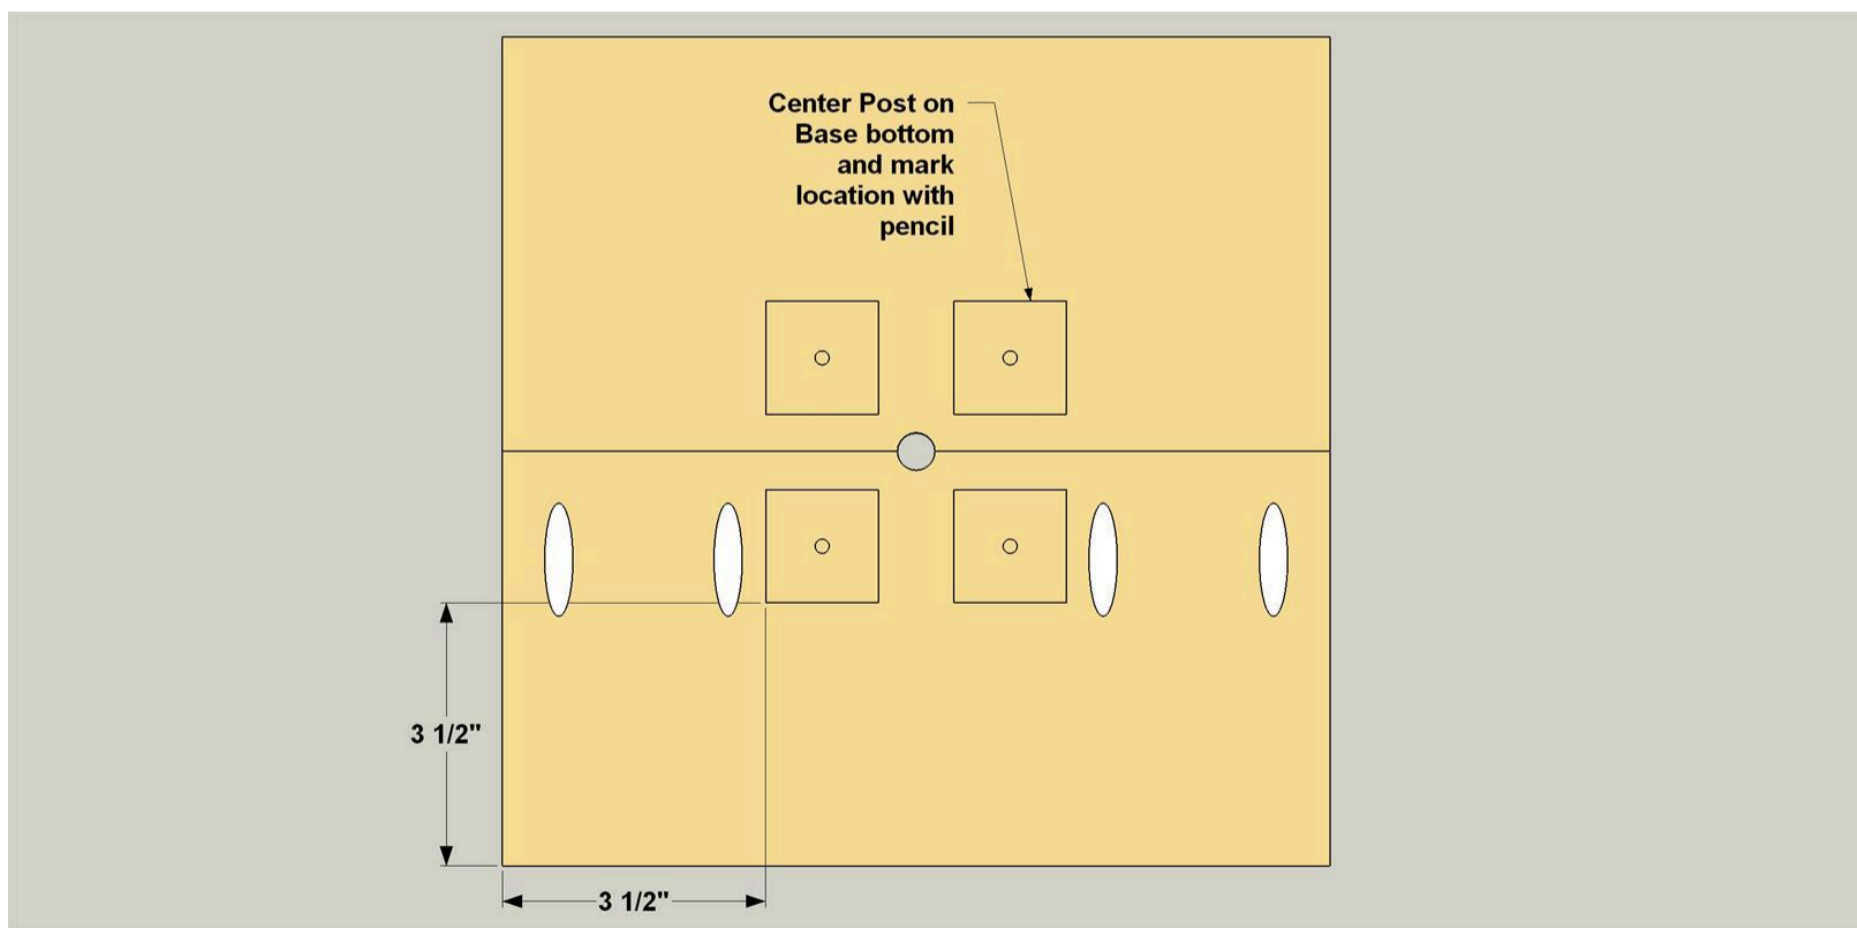 Center Post on
Base bottom
and mark
location with
pencil
3 1/2"
3 1/2"